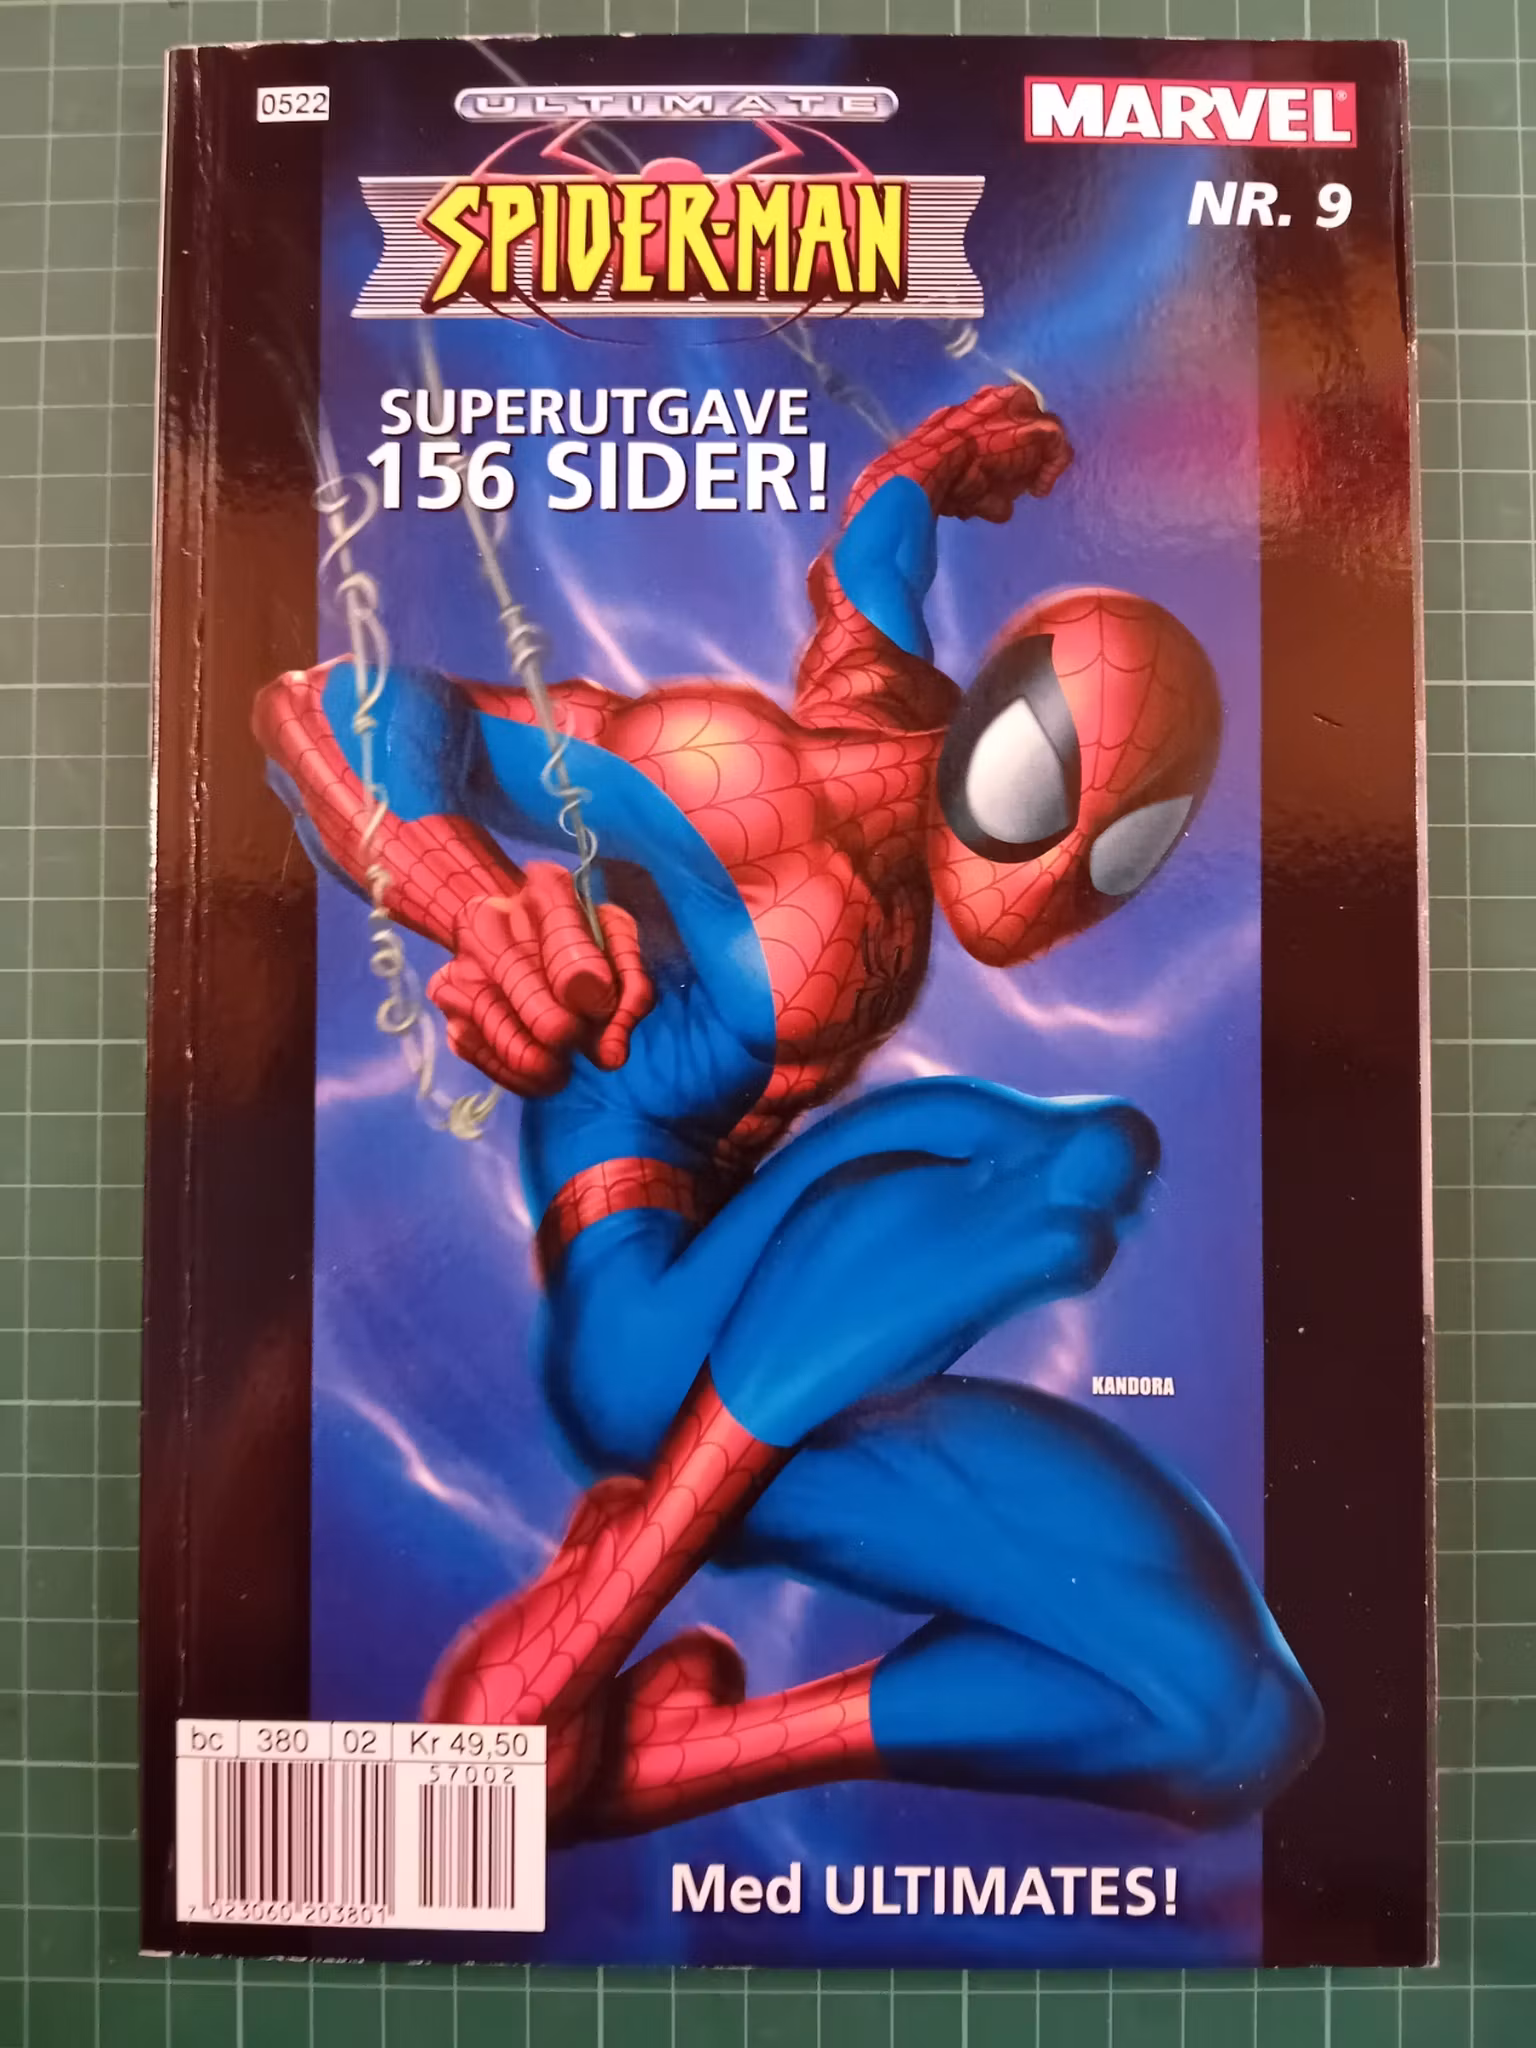 0522
ULTIMATE
SPIDER-MAN
MARVEL
NR. 9
SUPERUTGAVE
156 SIDER!
KANDORA
bc 380 02 Kr 49,50
57002
7 023060 203801
Med ULTIMATES!